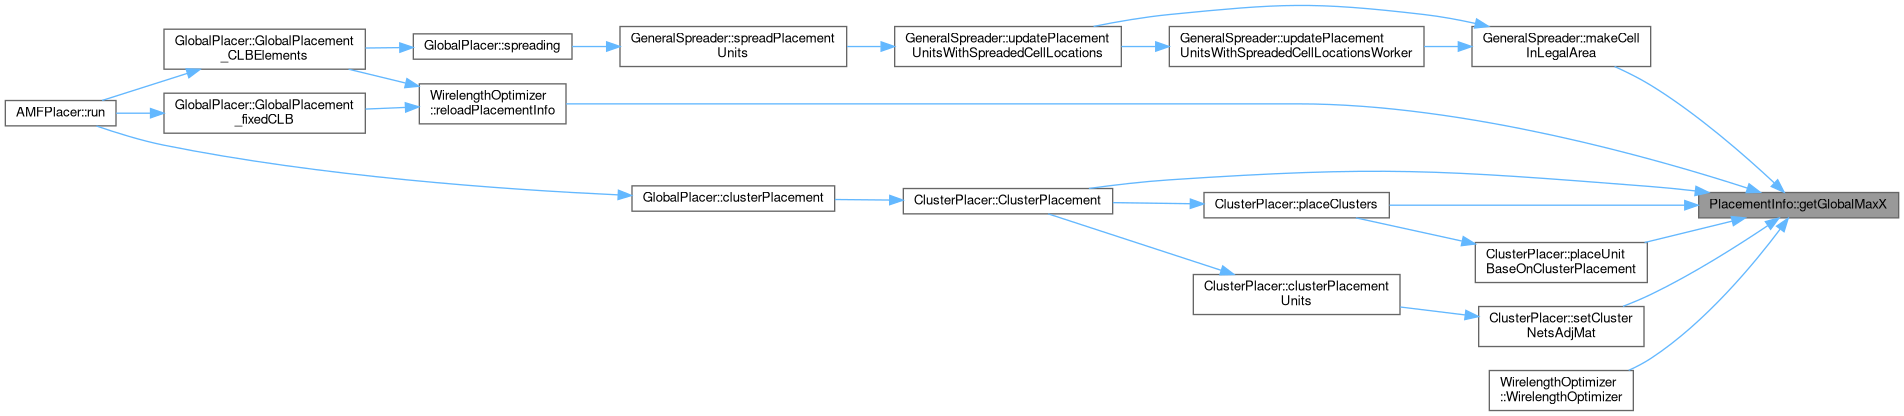 AMFPlacer::run
GlobalPlacer::GlobalPlacement
_CLBElements
GlobalPlacer::GlobalPlacement
_fixedCLB
GlobalPlacer::spreading
WirelengthOptimizer
::reloadPlacementInfo
GeneralSpreader::spreadPlacement
Units
GlobalPlacer::clusterPlacement
GeneralSpreader::updatePlacement
UnitsWithSpreadedCellLocations
ClusterPlacer::ClusterPlacement
GeneralSpreader::updatePlacement
UnitsWithSpreadedCellLocationsWorker
ClusterPlacer::placeClusters
ClusterPlacer::clusterPlacement
Units
GeneralSpreader::makeCell
InLegalArea
ClusterPlacer::placeUnit
BaseOnClusterPlacement
ClusterPlacer::setCluster
NetsAdjMat
WirelengthOptimizer
::WirelengthOptimizer
PlacementInfo::getGlobalMaxX